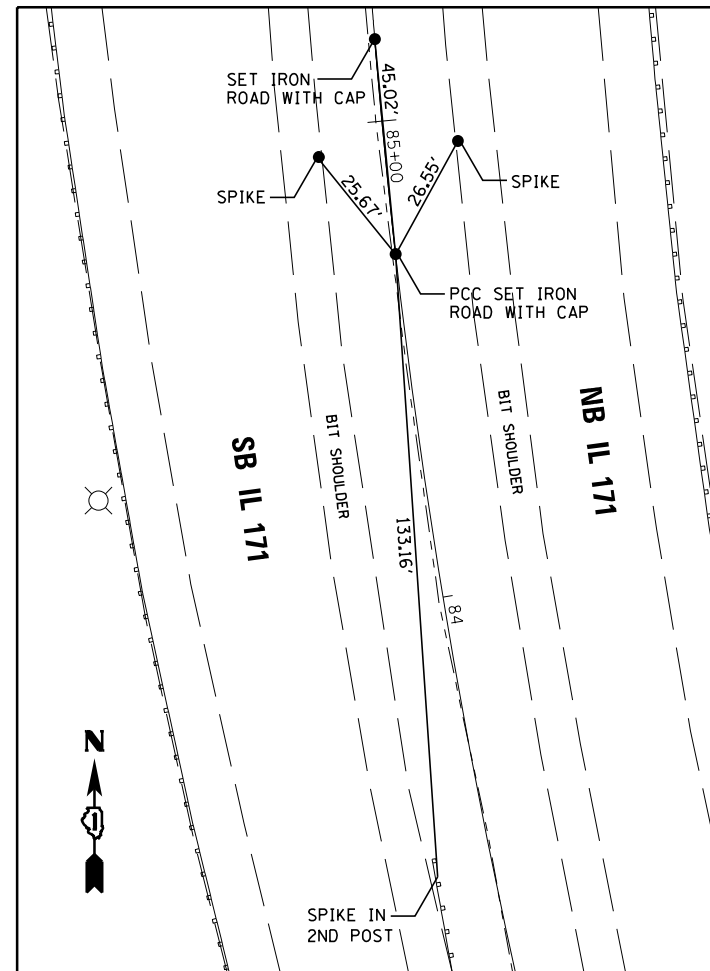 SET IRON
ROAD WITH CAP
45.02'
85+00
SPIKE
25.67'
26.55'
SPIKE
PCC SET IRON
ROAD WITH CAP
SB IL 171
BIT SHOULDER
BIT SHOULDER
NB IL 171
133.16'
84
N
1
SPIKE IN
2ND POST